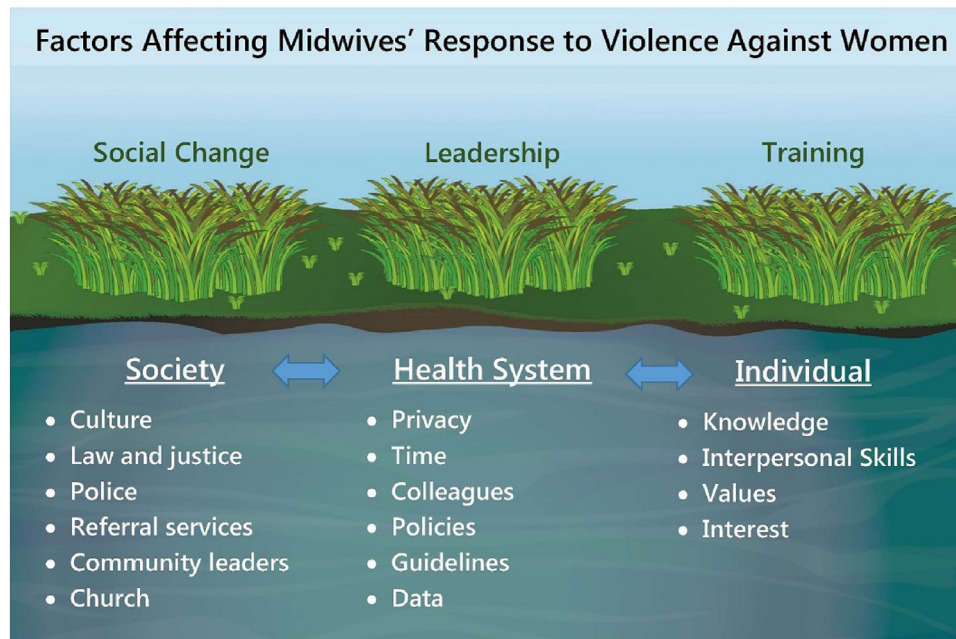 Factors Affecting Midwives’ Response to Violence Against Women
Social Change
Leadership
Training
Society
• Culture
• Law and justice
• Police
• Referral services
• Community leaders
• Church
Health System
• Privacy
• Time
• Colleagues
• Policies
• Guidelines
• Data
Individual
• Knowledge
• Interpersonal Skills
• Values
• Interest